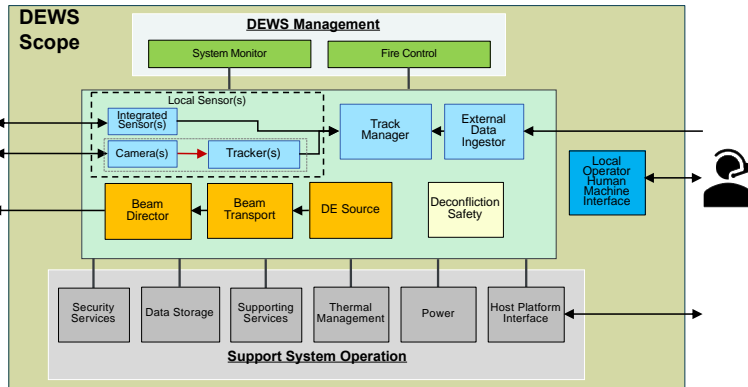 DEWS
Scope
DEWS Management
System Monitor
Fire Control
Local Sensor(s)
Integrated
Sensor(s)
Camera(s)
Tracker(s)
Track
Manager
External
Data
Ingestor
Local
Operator
Human
Machine
Interface
Beam
Director
Beam
Transport
DE Source
Deconfliction
Safety
Security
Services
Data Storage
Supporting
Services
Thermal
Management
Power
Host Platform
Interface
Support System Operation